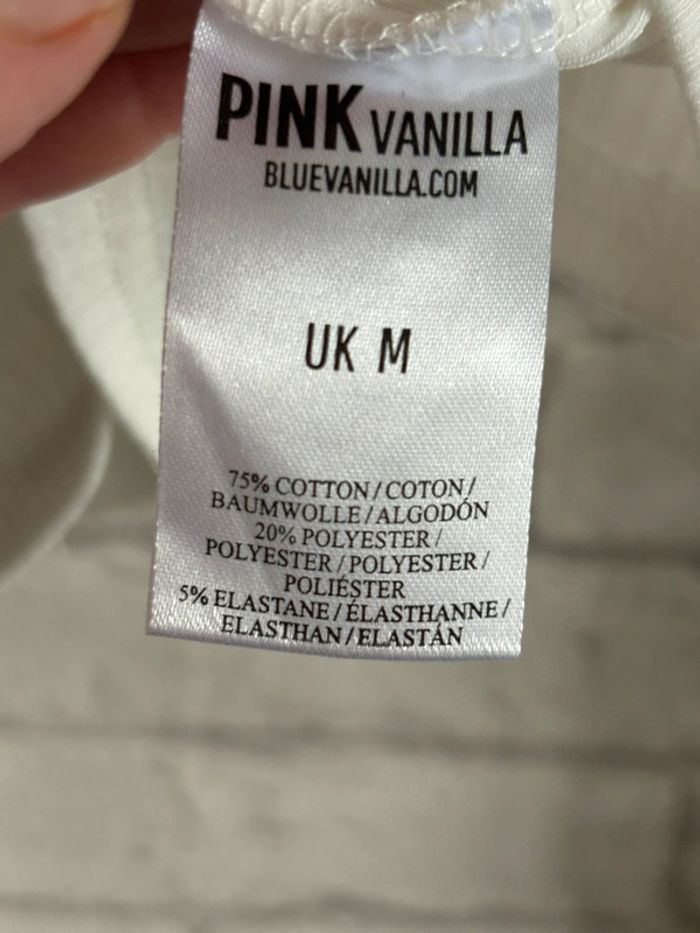 PINK VANILLA
BLUEVANILLA.COM
UK M
75% COTTON/COTON/
BAUMWOLLE/ALGODÓN
20% POLYESTER/
POLYESTER/POLYESTER/
POLIÉSTER
5% ELASTANE/ÉLASTHANNE/
ELASTHAN/ELASTÁN